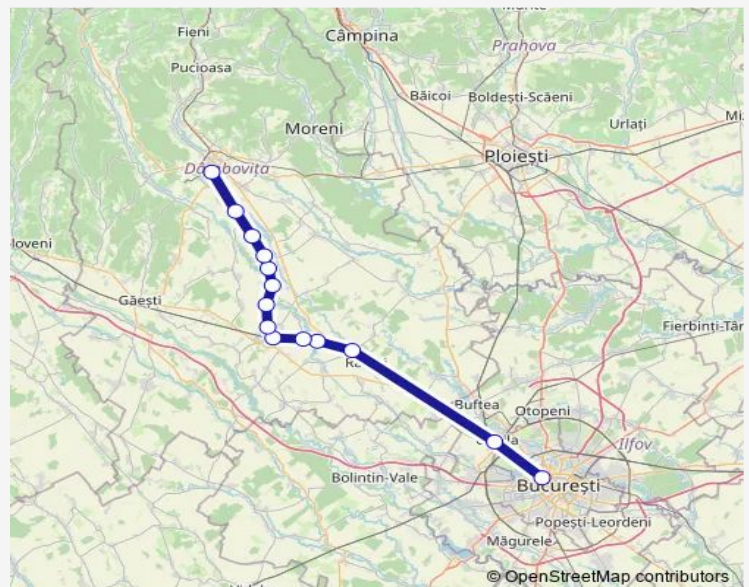 Fieni
Câmpina
Prahova
Pucioasa
Băicoi
Boldești-Scăeni
Urlați
Moreni
Ploiești
Găești
Fierbinți-Târ
Buftea
Otopeni
Ilfov
Bolintin-Vale
București
Popești-Leordeni
Măgurele
© OpenStreetMap contributors